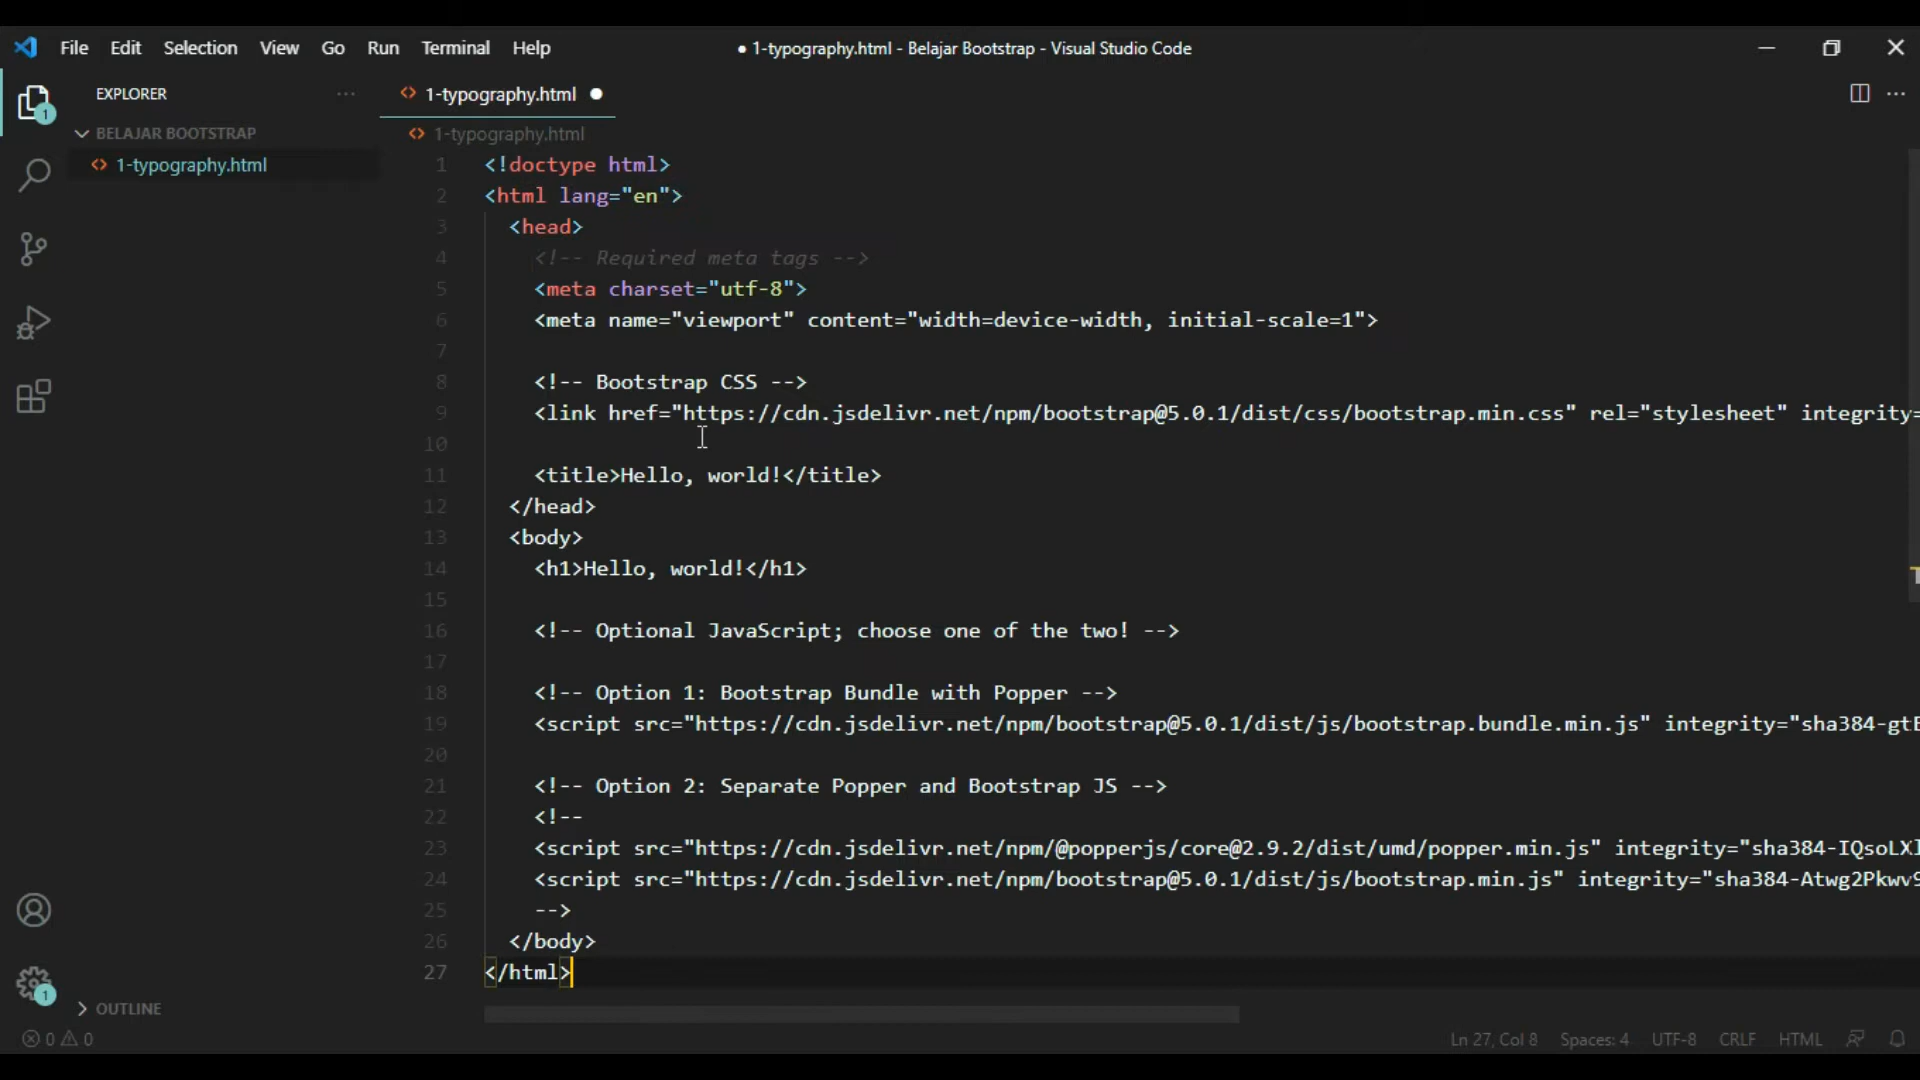 File Edit Selection View Go Run Terminal Help
● 1-typography.html - Belajar Bootstrap - Visual Studio Code
EXPLORER
BELAJAR BOOTSTRAP
1-typography.html
1-typography.html
1-typography.html
1 <!doctype html>
2 <html lang="en">
3 <head>
4 <!-- Required meta tags -->
5 <meta charset="utf-8">
6 <meta name="viewport" content="width=device-width, initial-scale=1">
7
8 <!-- Bootstrap CSS -->
9 <link href="https://cdn.jsdelivr.net/npm/bootstrap@5.0.1/dist/css/bootstrap.min.css" rel="stylesheet" integrity=
10
11 <title>Hello, world!</title>
12 </head>
13 <body>
14 <h1>Hello, world!</h1>
15
16 <!-- Optional JavaScript; choose one of the two! -->
17
18 <!-- Option 1: Bootstrap Bundle with Popper -->
19 <script src="https://cdn.jsdelivr.net/npm/bootstrap@5.0.1/dist/js/bootstrap.bundle.min.js" integrity="sha384-gtE
20
21 <!-- Option 2: Separate Popper and Bootstrap JS -->
22 <!--
23 <script src="https://cdn.jsdelivr.net/npm/@popperjs/core@2.9.2/dist/umd/popper.min.js" integrity="sha384-IQsoLXl
24 <script src="https://cdn.jsdelivr.net/npm/bootstrap@5.0.1/dist/js/bootstrap.min.js" integrity="sha384-Atwg2Pkwv9
25 -->
26 </body>
27 </html>
1
1
OUTLINE
0 0
Ln 27, Col 8 Spaces: 4 UTF-8 CRLF HTML